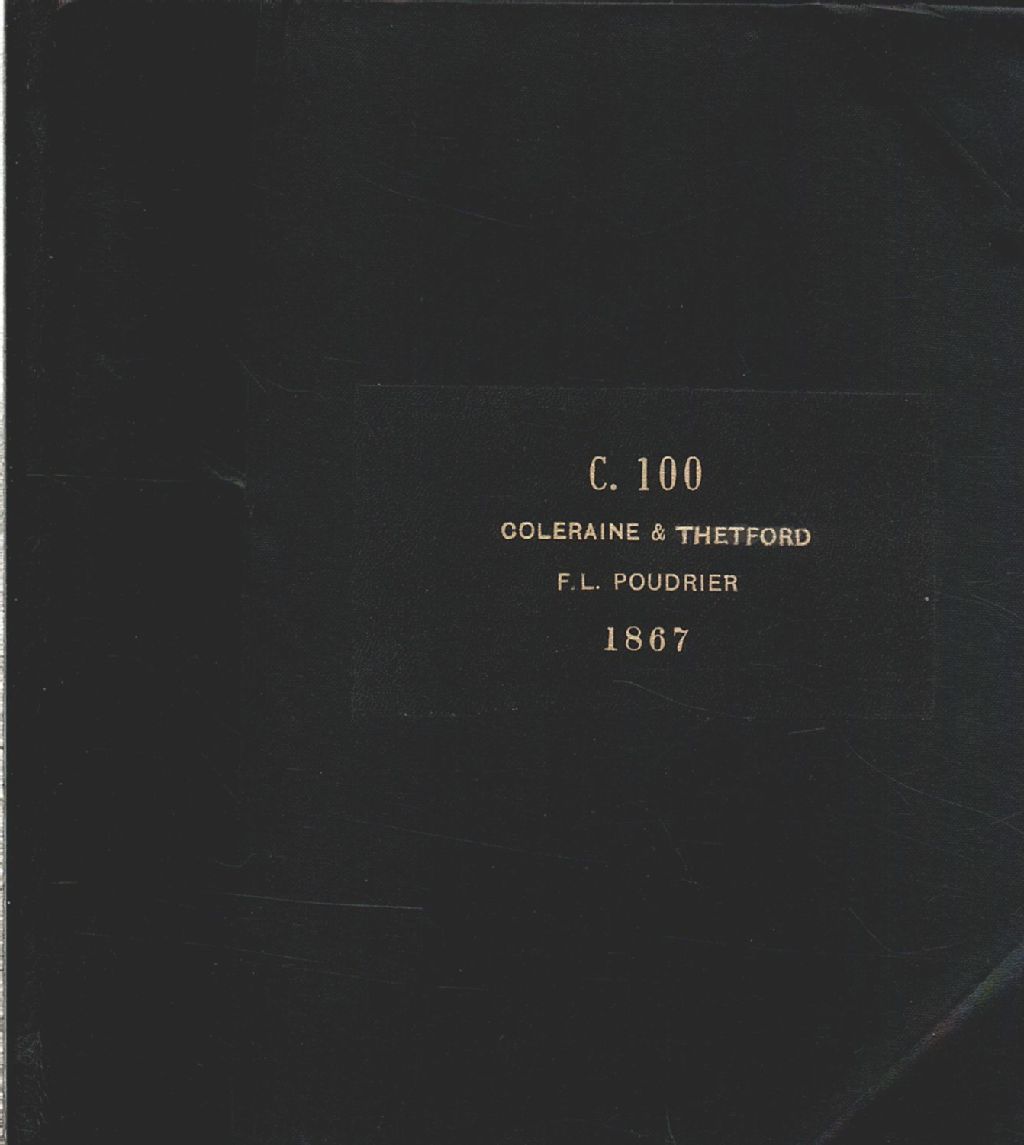 C. 100
COLERAINE & THETFORD
F.L. POUDRIER
1867